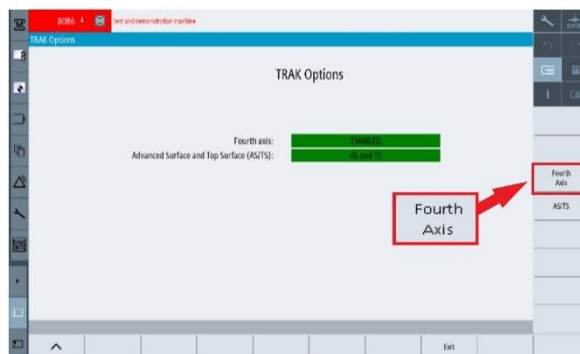 8086
Test and demonstration machine
TRAK Options
TRAK Options
Fourth axis:
ENABLED
Advanced Surface and Top Surface (AS/TS):
AS and TS
Fourth
Axis
Fourth
Axis
AS/TS
Exit